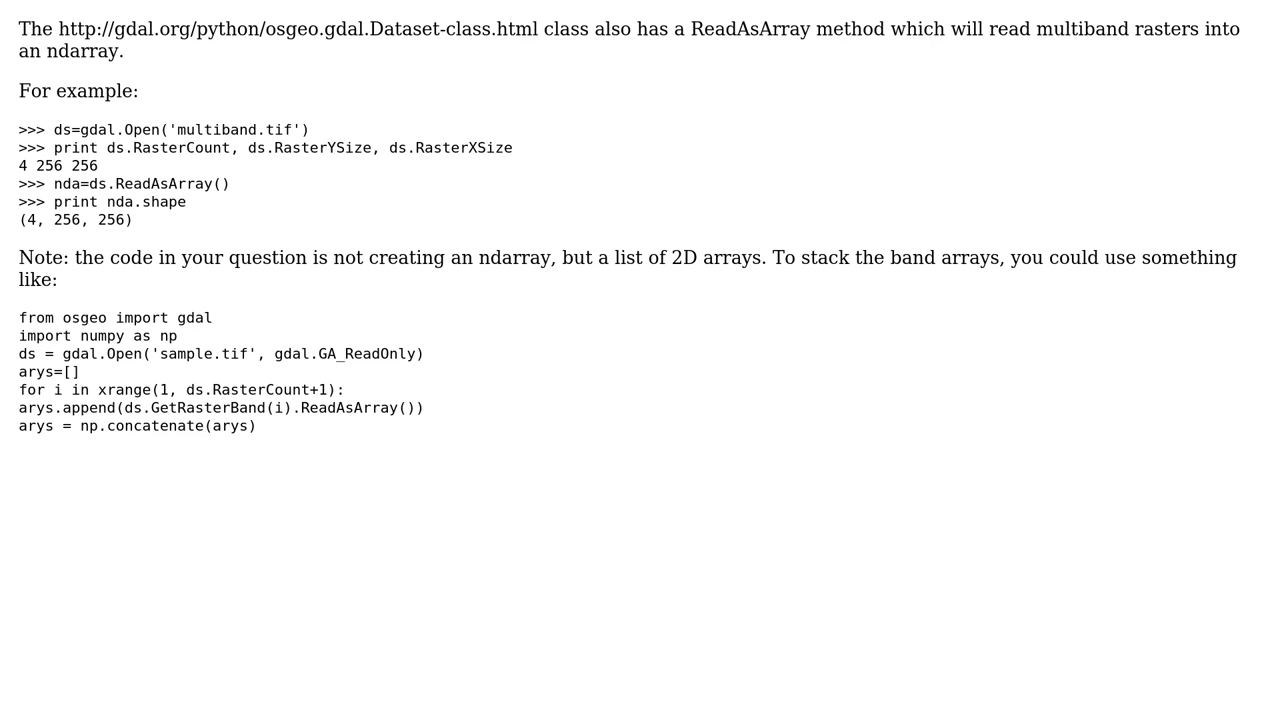 The http://gdal.org/python/osgeo.gdal.Dataset-class.html class also has a ReadAsArray method which will read multiband rasters into
an ndarray.
For example:
>>> ds=gdal.Open('multiband.tif')
>>> print ds.RasterCount, ds.RasterYSize, ds.RasterXSize
4 256 256
>>> nda=ds.ReadAsArray()
>>> print nda.shape
(4, 256, 256)
Note: the code in your question is not creating an ndarray, but a list of 2D arrays. To stack the band arrays, you could use something
like:
from osgeo import gdal
import numpy as np
ds = gdal.Open('sample.tif', gdal.GA_ReadOnly)
arys=[]
for i in xrange(1, ds.RasterCount+1):
arys.append(ds.GetRasterBand(i).ReadAsArray())
arys = np.concatenate(arys)